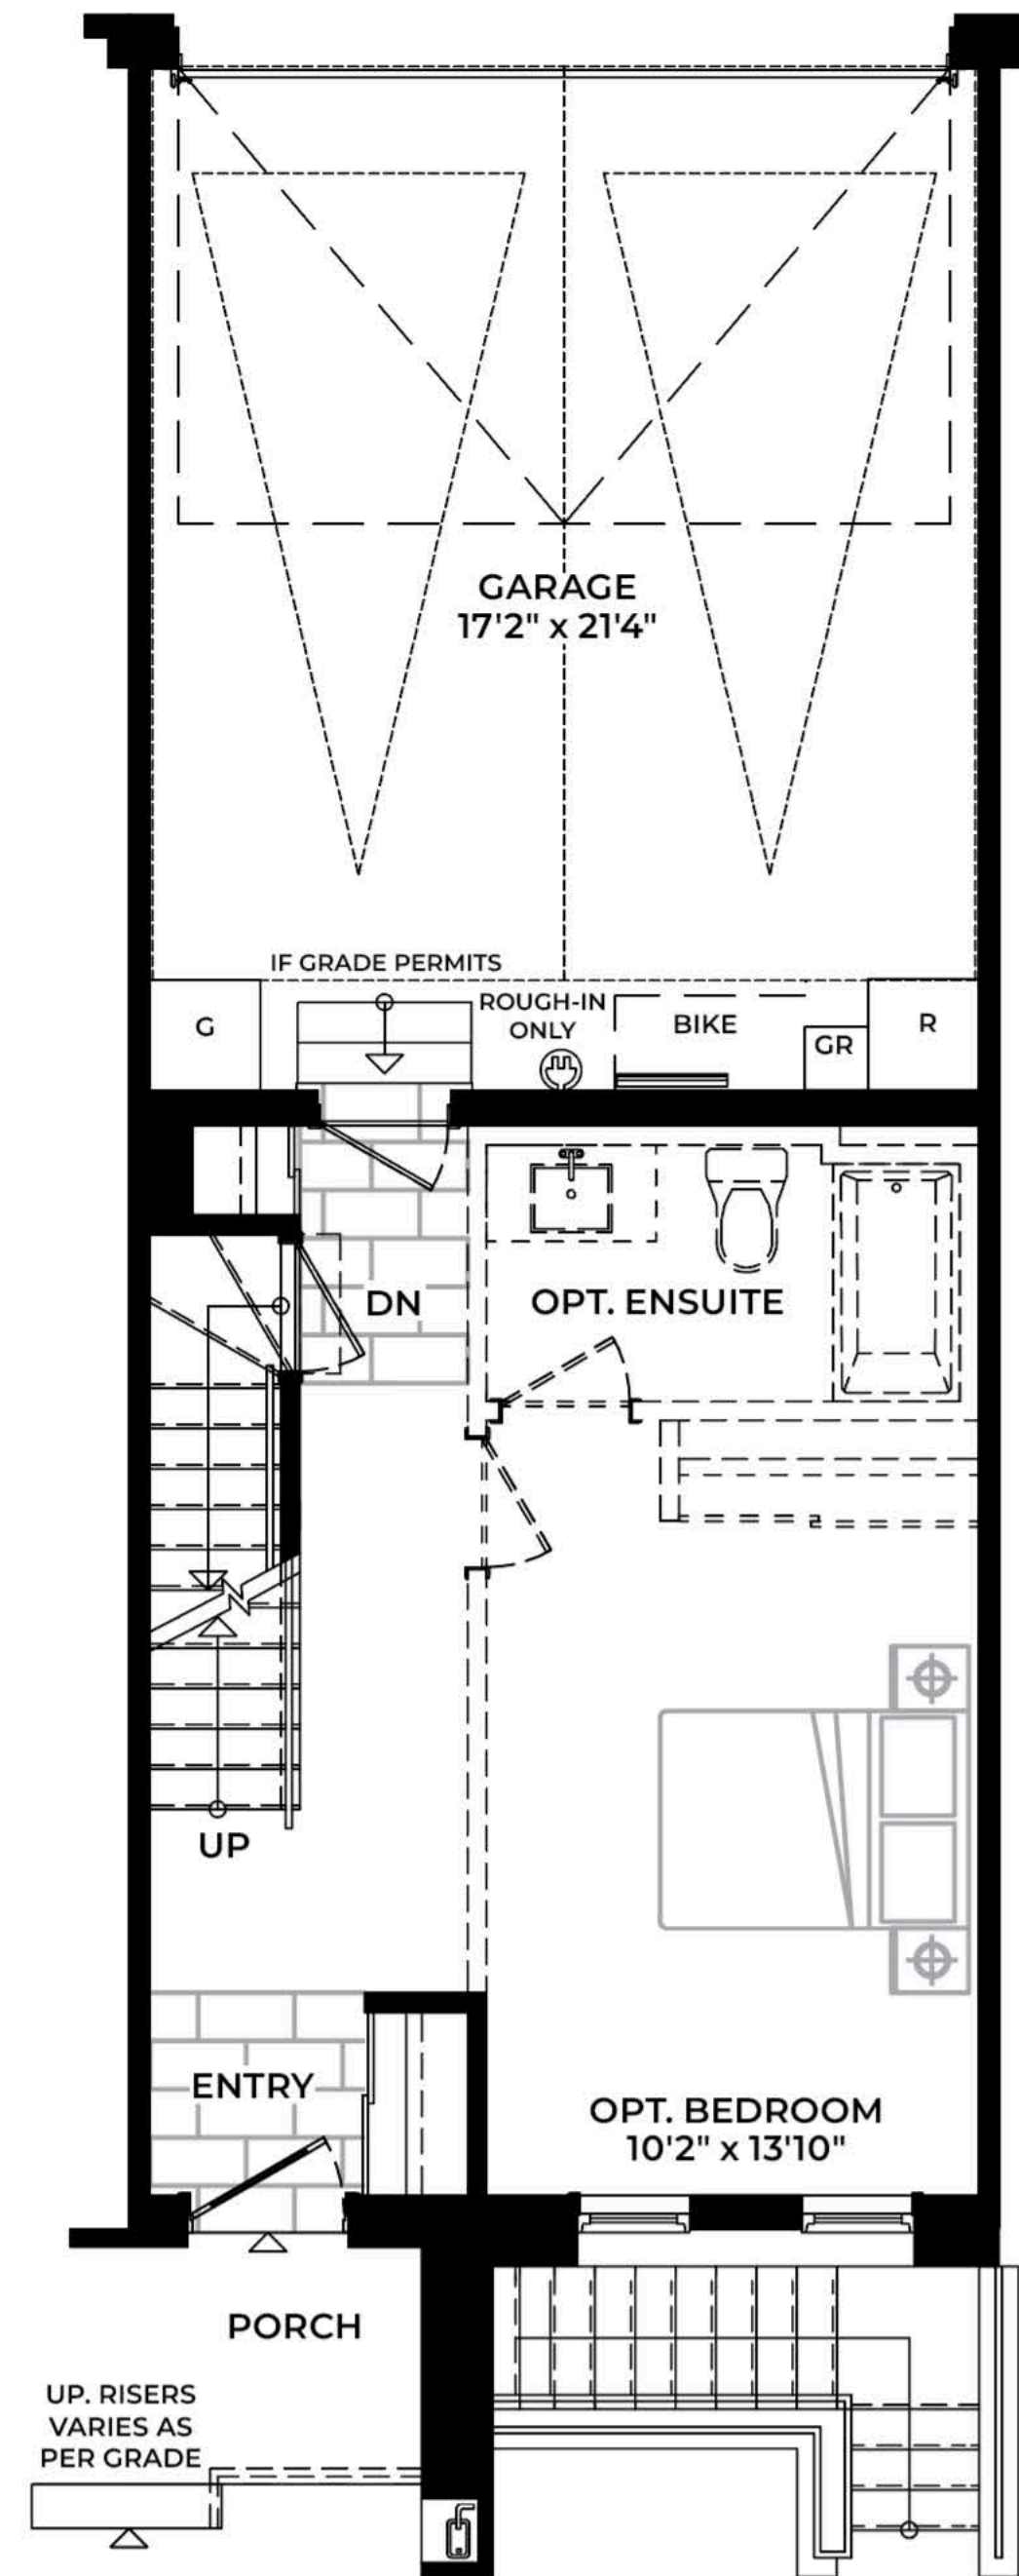 GARAGE
17'2" x 21'4"
IF GRADE PERMITS
G
ROUGH-IN
ONLY
BIKE
GR
R
DN
OPT. ENSUITE
UP
ENTRY
OPT. BEDROOM
10'2" x 13'10"
PORCH
UP. RISERS
VARIES AS
PER GRADE